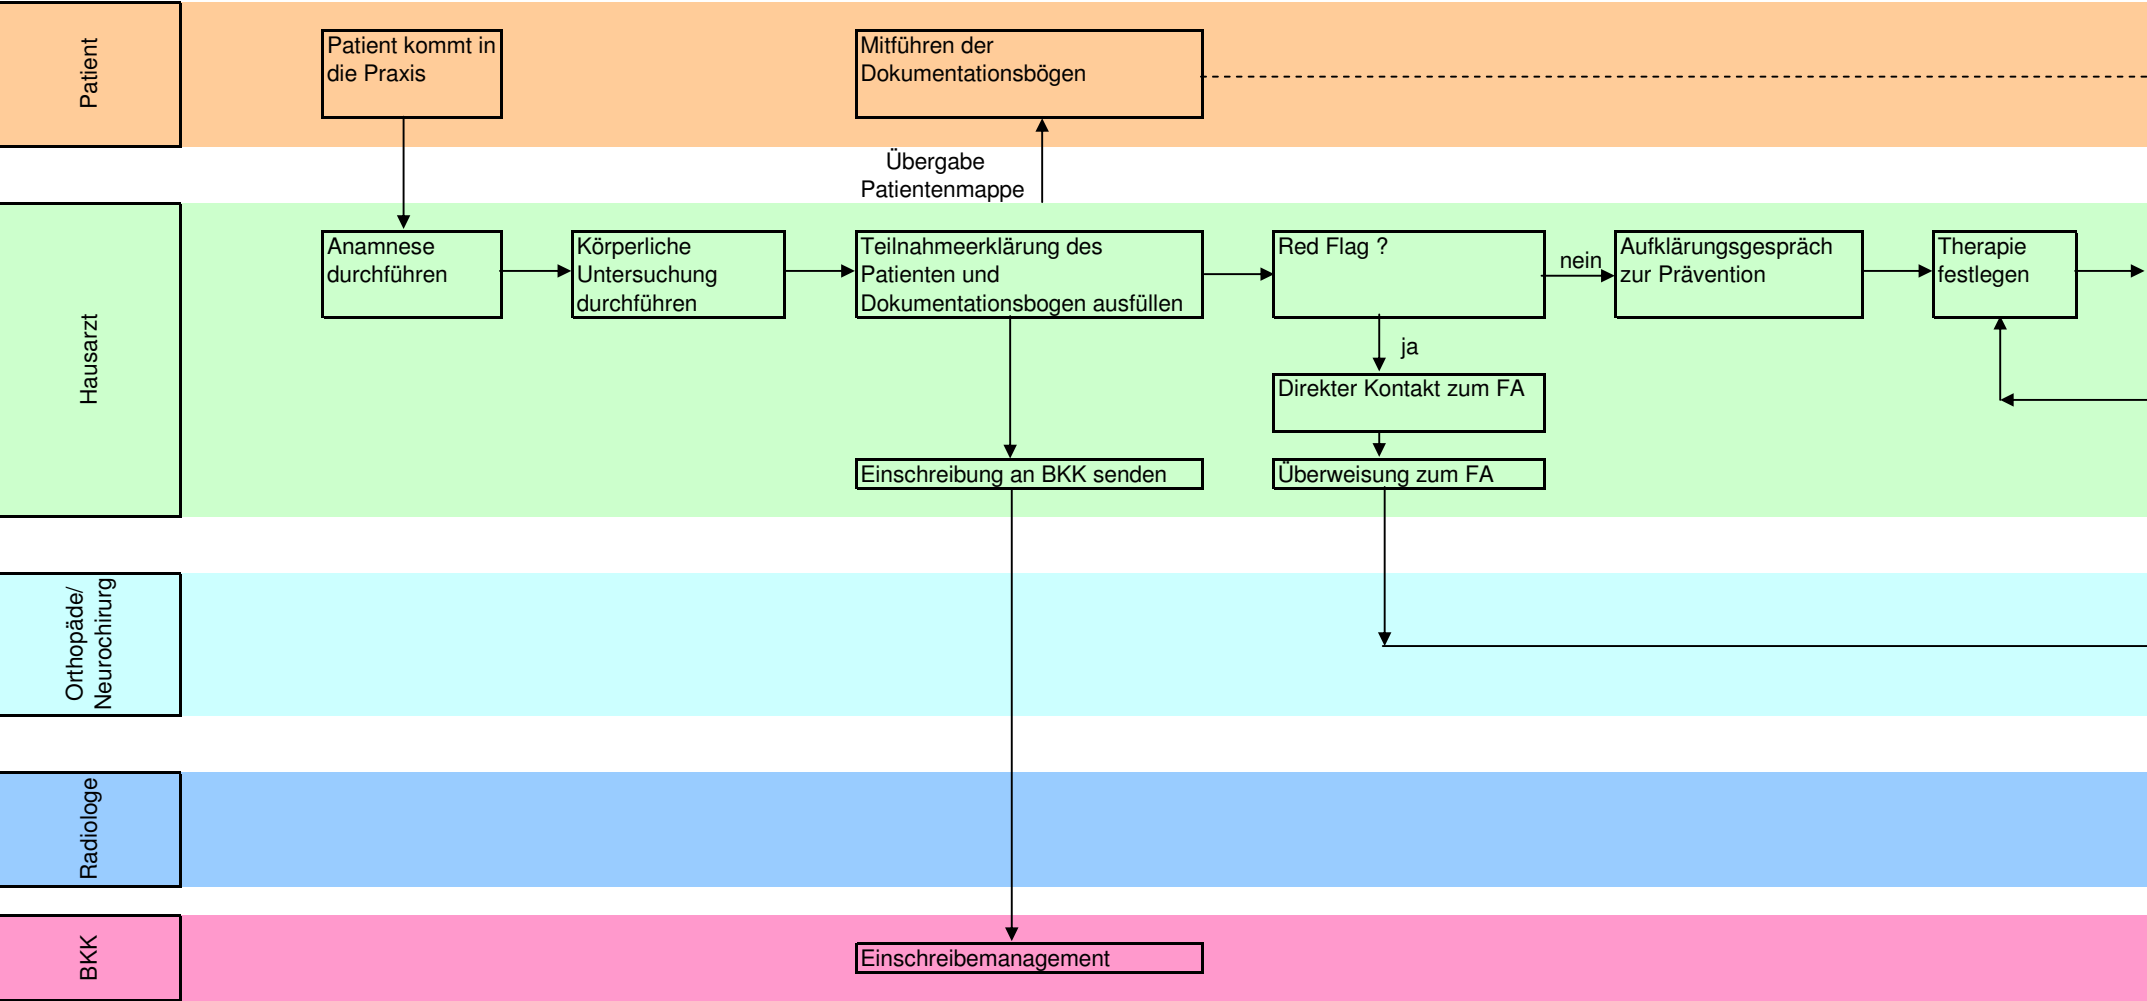 Patient
Patient kommt in
die Praxis
Mitführen der
Dokumentationsbögen
Übergabe
Patientenmappe
Hausarzt
Anamnese
durchführen
Körperliche
Untersuchung
durchführen
Teilnahmeerklärung des
Patienten und
Dokumentationsbogen ausfüllen
Red Flag ?
nein
Aufklärungsgespräch
zur Prävention
Therapie
festlegen
ja
Direkter Kontakt zum FA
Einschreibung an BKK senden
Überweisung zum FA
Orthopäde/
Neurochirurg
Radiologe
BKK
Einschreibemanagement